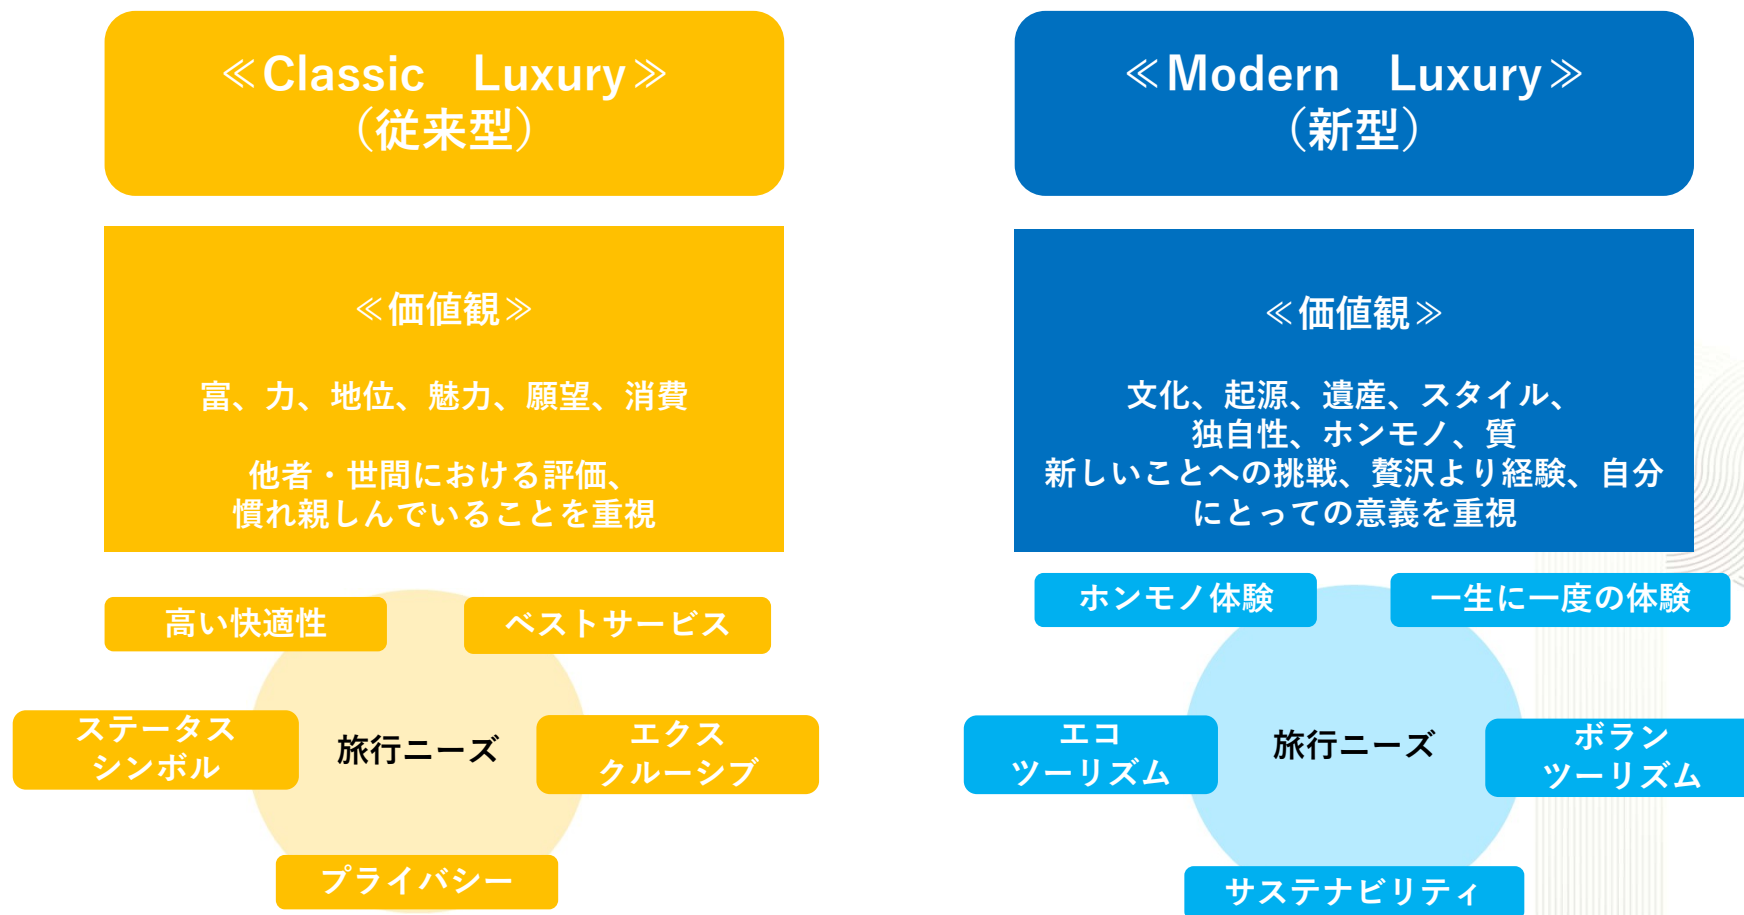 ≪Classic　Luxury≫
（従来型）
≪価値観≫
富、力、地位、魅力、願望、消費
他者・世間における評価、
慣れ親しんでいることを重視
高い快適性
ベストサービス
ステータス
シンボル
旅行ニーズ
エクス
クルーシブ
プライバシー
≪Modern　Luxury≫
（新型）
≪価値観≫
文化、起源、遺産、スタイル、
独自性、ホンモノ、質
新しいことへの挑戦、贅沢より経験、自分
にとっての意義を重視
ホンモノ体験
一生に一度の体験
エコ
ツーリズム
旅行ニーズ
ボラン
ツーリズム
サステナビリティ